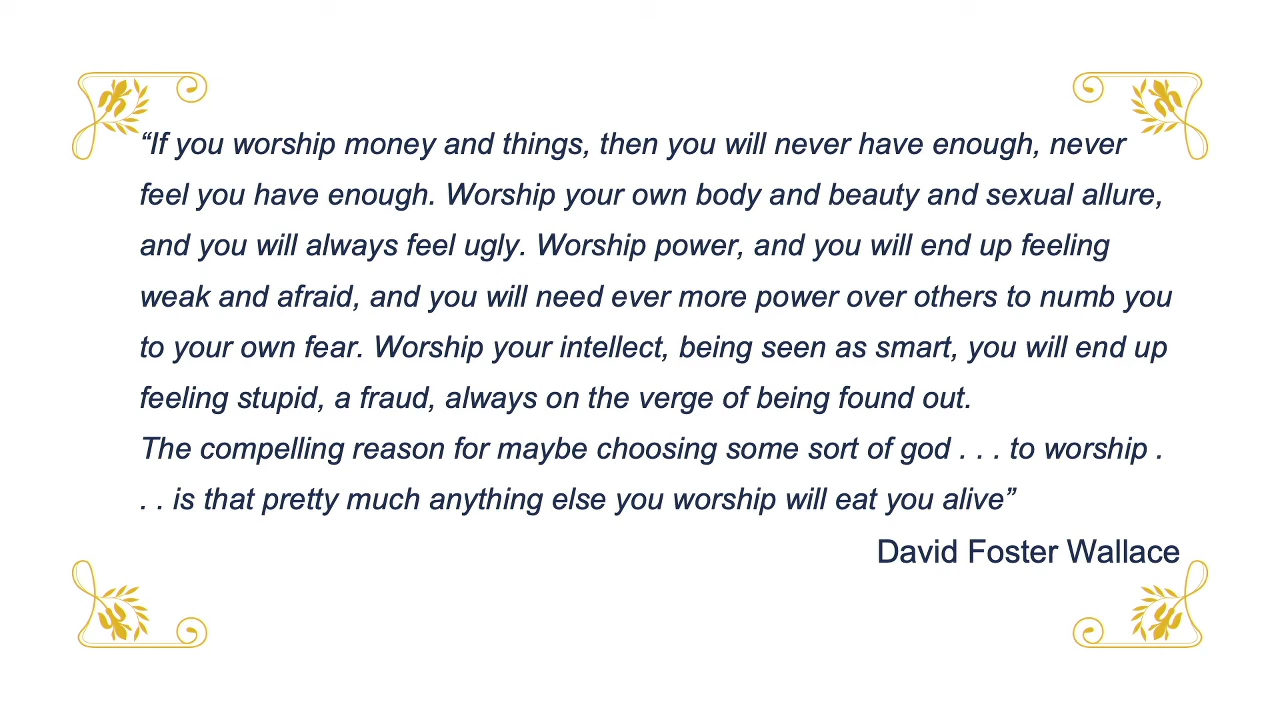 “If you worship money and things, then you will never have enough, never
feel you have enough. Worship your own body and beauty and sexual allure,
and you will always feel ugly. Worship power, and you will end up feeling
weak and afraid, and you will need ever more power over others to numb you
to your own fear. Worship your intellect, being seen as smart, you will end up
feeling stupid, a fraud, always on the verge of being found out.
The compelling reason for maybe choosing some sort of god . . . to worship .
. . is that pretty much anything else you worship will eat you alive”
David Foster Wallace